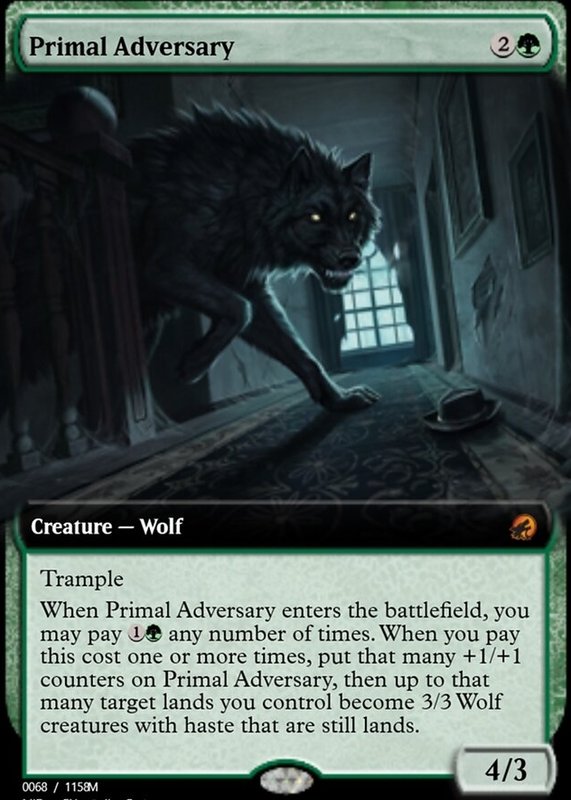 Primal Adversary
2
Creature — Wolf
Trample
When Primal Adversary enters the battlefield, you
may pay 1 any number of times. When you pay
this cost one or more times, put that many +1/+1
counters on Primal Adversary, then up to that
many target lands you control become 3/3 Wolf
creatures with haste that are still lands.
4/3
0068 / 1158M